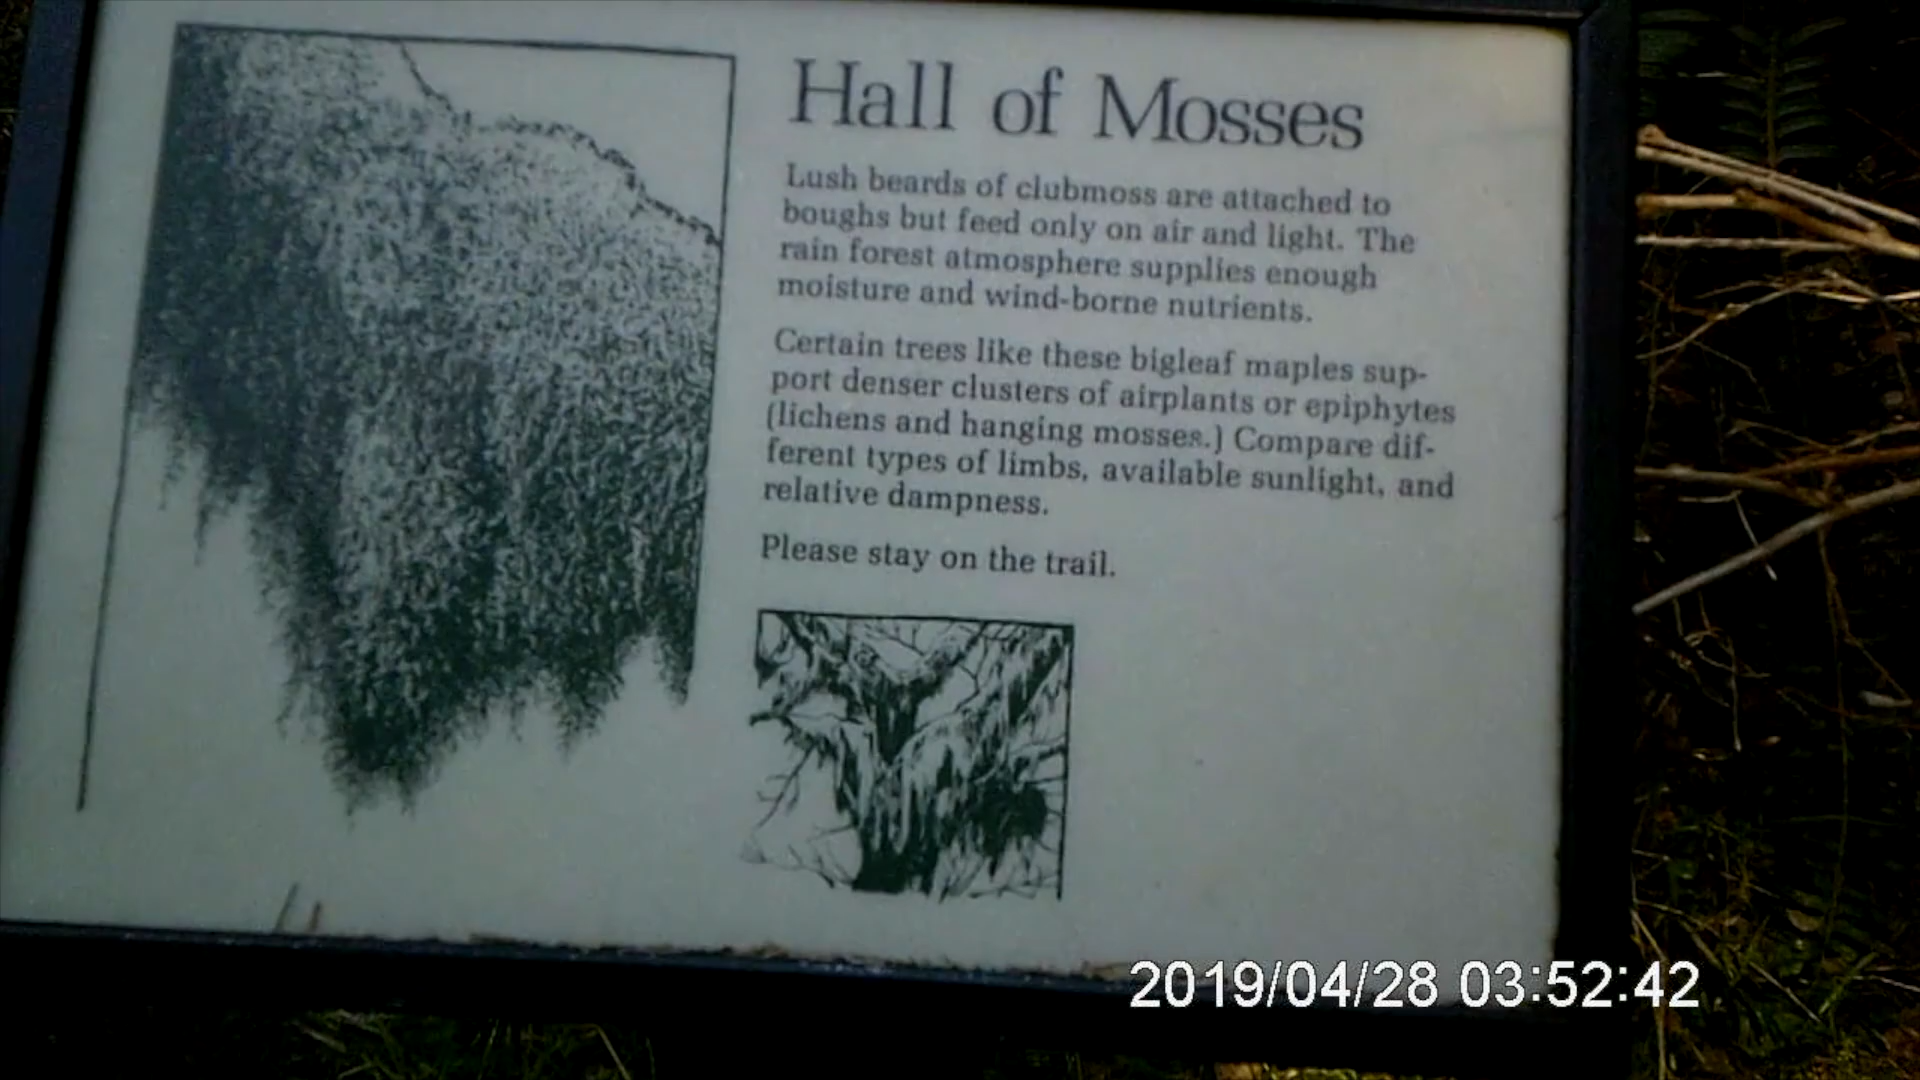 Hall of Mosses
Lush beards of clubmoss are attached to
boughs but feed only on air and light. The
rain forest atmosphere supplies enough
moisture and wind-borne nutrients.
Certain trees like these bigleaf maples sup-
port denser clusters of airplants or epiphytes
(lichens and hanging mosses.) Compare dif-
ferent types of limbs, available sunlight, and
relative dampness.
Please stay on the trail.
2019/04/28 03:52:42